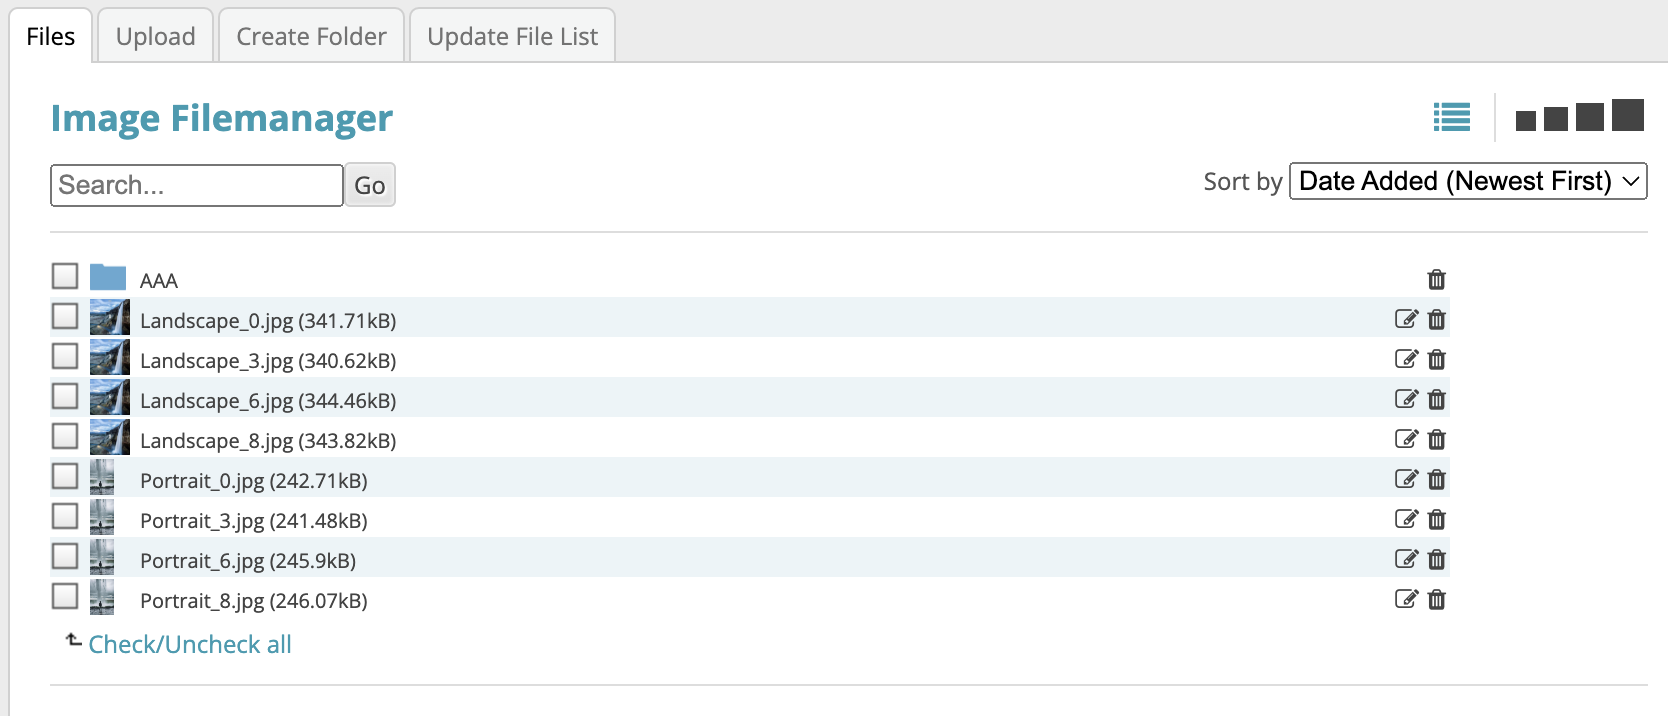 Files Upload Create Folder Update File List
Image Filemanager
Search... Go Sort by Date Added (Newest First)
AAA
Landscape_0.jpg (341.71kB)
Landscape_3.jpg (340.62kB)
Landscape_6.jpg (344.46kB)
Landscape_8.jpg (343.82kB)
Portrait_0.jpg (242.71kB)
Portrait_3.jpg (241.48kB)
Portrait_6.jpg (245.9kB)
Portrait_8.jpg (246.07kB)
Check/Uncheck all